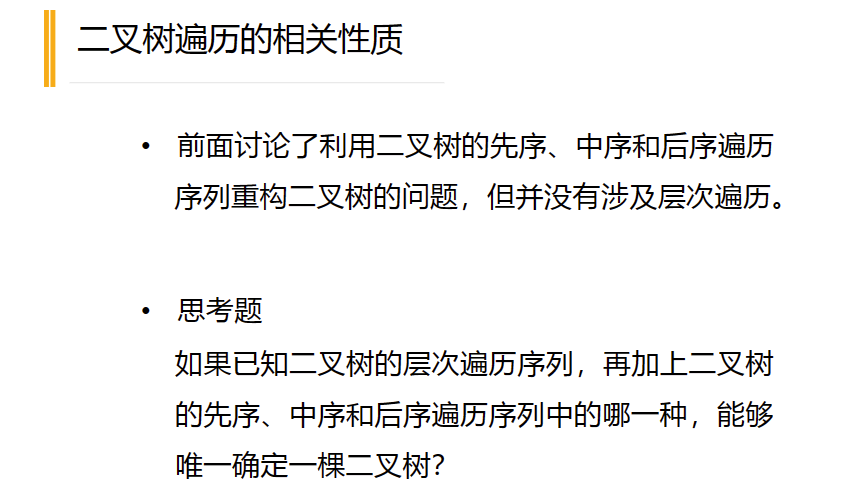 二叉树遍历的相关性质
• 前面讨论了利用二叉树的先序、中序和后序遍历
序列重构二叉树的问题，但并没有涉及层次遍历。
• 思考题
如果已知二叉树的层次遍历序列，再加上二叉树
的先序、中序和后序遍历序列中的哪一种，能够
唯一确定一棵二叉树？